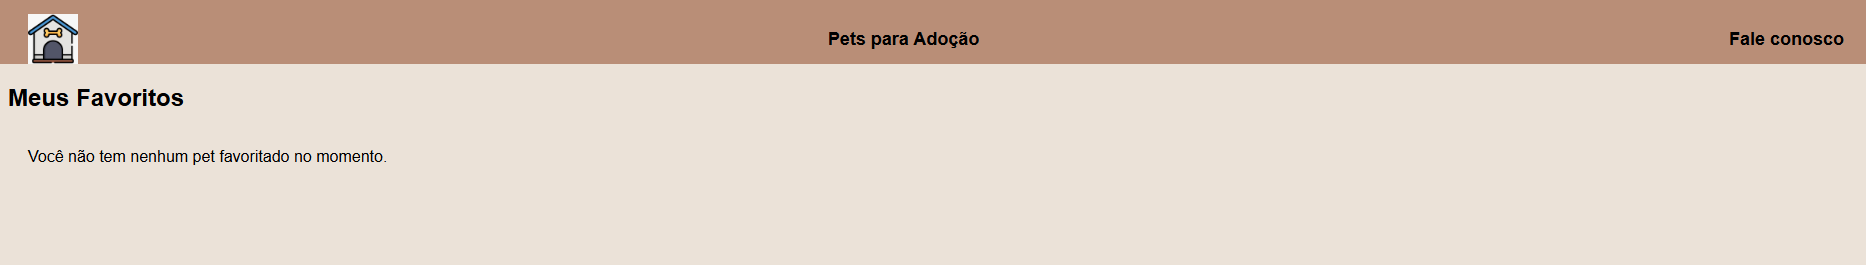 Pets para Adoção
Fale conosco
Meus Favoritos
Você não tem nenhum pet favoritado no momento.